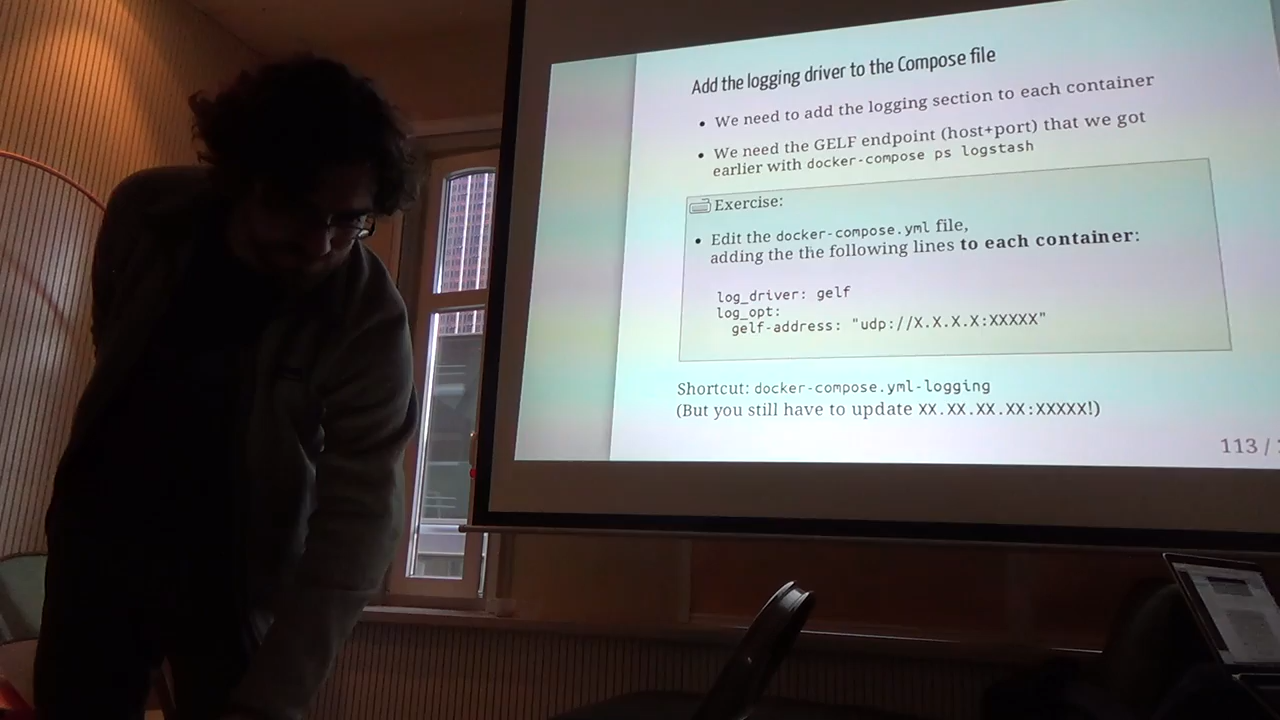 Add the logging driver to the Compose file
• We need to add the logging section to each container
• We need the GELF endpoint (host+port) that we got
earlier with docker-compose ps logstash
Exercise:
• Edit the docker-compose.yml file,
adding the the following lines to each container:
log_driver: gelf
log_opt:
gelf-address: "udp://X.X.X.X:XXXXX"
Shortcut: docker-compose.yml-logging
(But you still have to update XX.XX.XX.XX:XXXXX!)
113 /